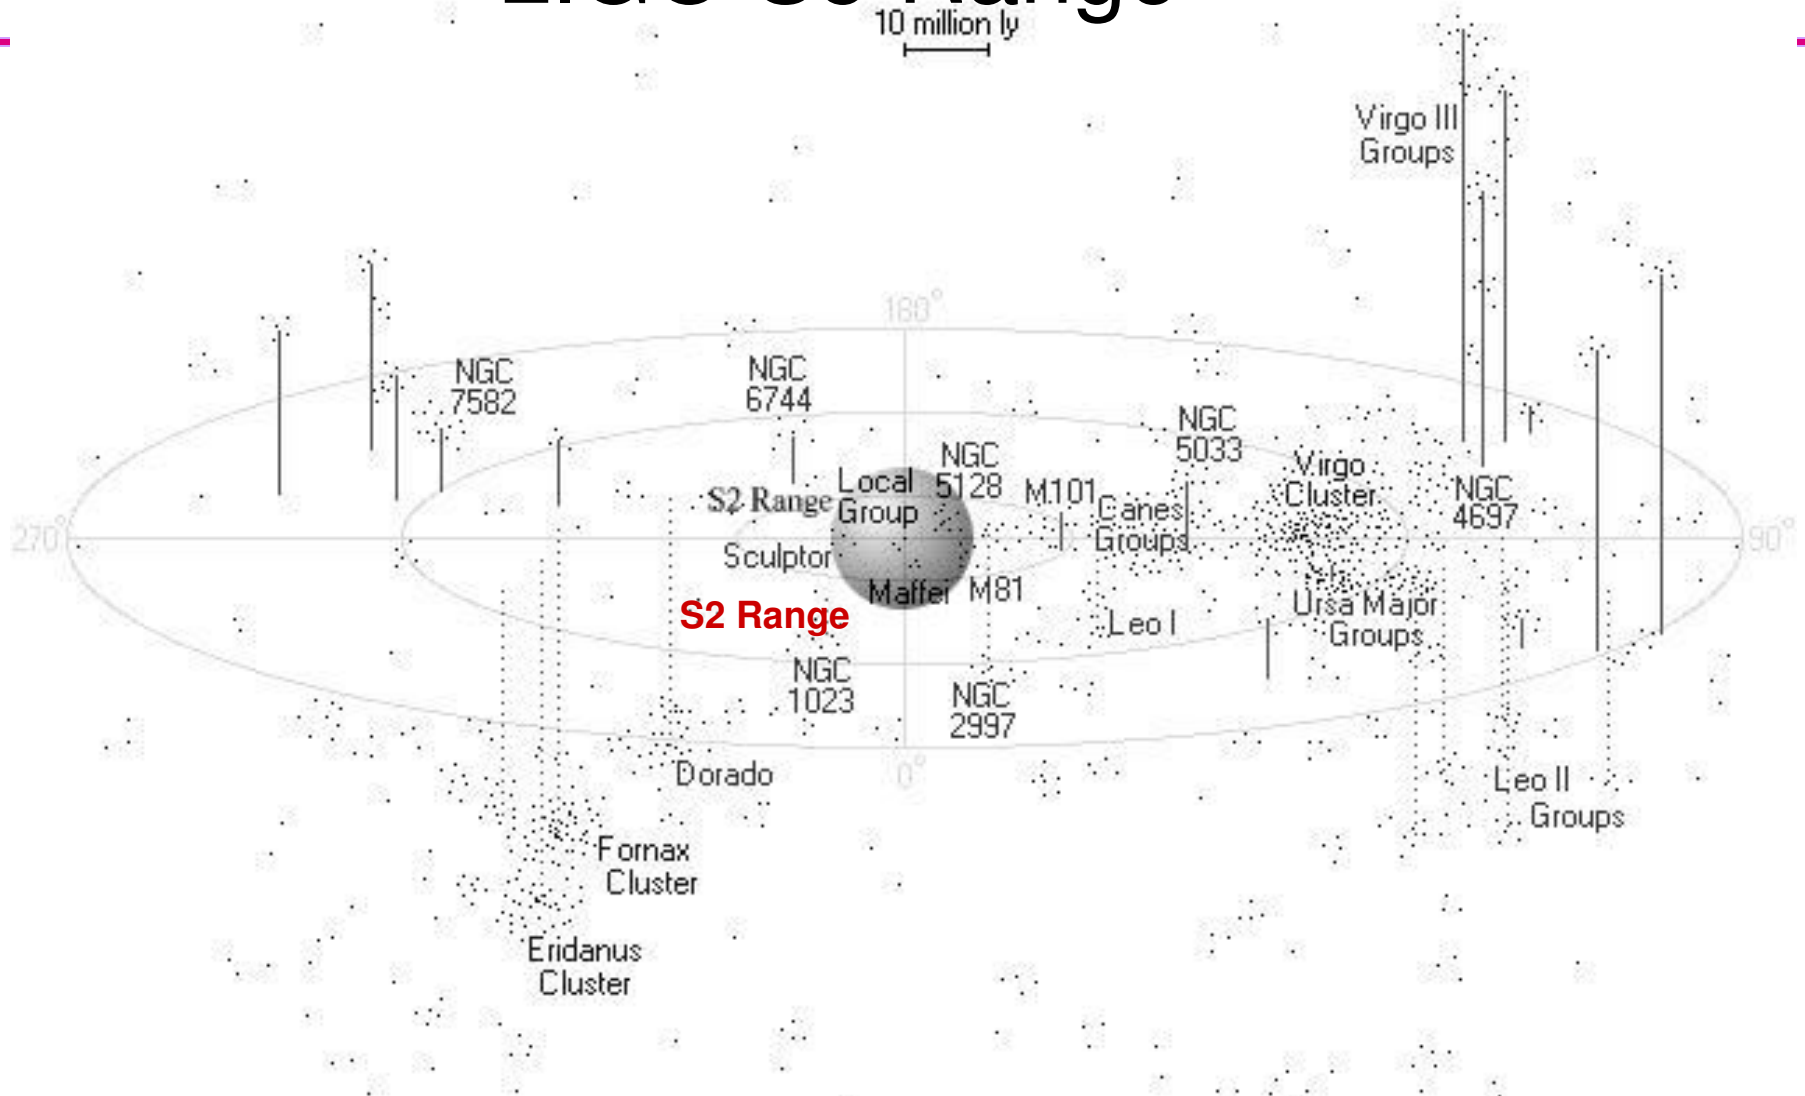 10 million ly
Virgo III
Groups
180°
NGC
7582
NGC
6744
NGC
5033
NGC
5128
Local
Group
S2 Range
M101
Canes
Groups
Virgo
Cluster
NGC
4697
270°
90°
Sculptor
Maffei
M81
S2 Range
Leo I
Ursa Major
Groups
NGC
1023
NGC
2997
Dorado
0°
Leo II
Groups
Fornax
Cluster
Eridanus
Cluster